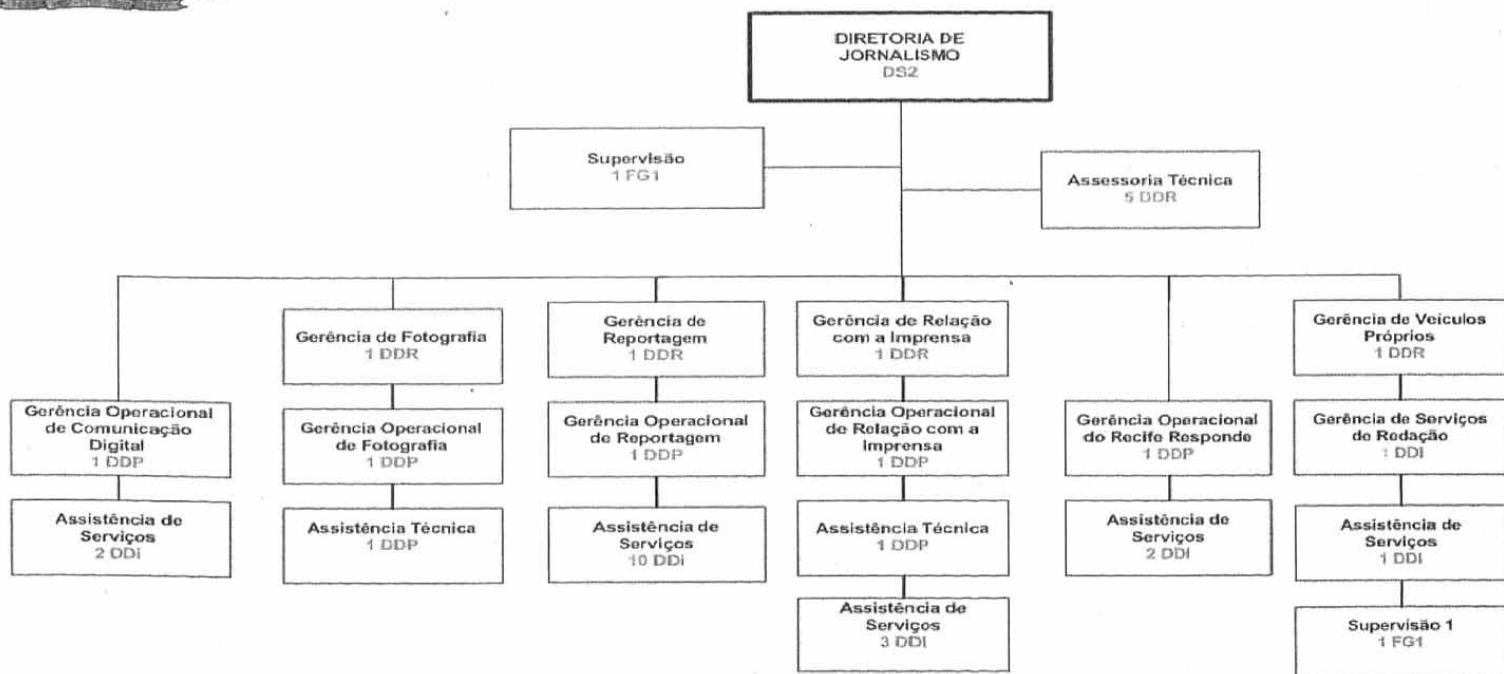 DIRETORIA DE
JORNALISMO
DS2
Supervisão
1 FG1
Assessoria Técnica
5 DDR
Gerência de Fotografia
1 DDR
Gerência de
Reportagem
1 DDR
Gerência de Relação
com a Imprensa
1 DDR
Gerência de Veículos
Próprios
1 DDR
Gerência Operacional
de Comunicação
Digital
1 DDP
Gerência Operacional
de Fotografia
1 DDP
Gerência Operacional
de Reportagem
1 DDP
Gerência Operacional
de Relação com a
Imprensa
1 DDP
Gerência Operacional
do Recife Responde
1 DDP
Gerência de Serviços
de Redação
1 DDI
Assistência de
Serviços
2 DDI
Assistência Técnica
1 DDP
Assistência de
Serviços
10 DDI
Assistência Técnica
1 DDP
Assistência de
Serviços
2 DDI
Assistência de
Serviços
1 DDI
Assistência de
Serviços
3 DDI
Supervisão 1
1 FG1